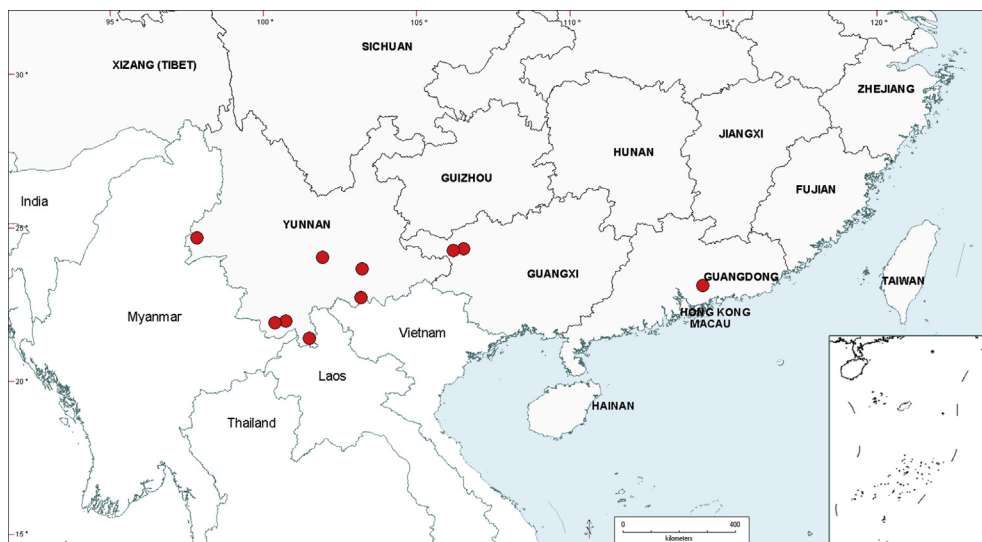 95° 100° 105° 110° 115° 120°
30°
25°
20°
15°
XIZANG (TIBET)
SICHUAN
ZHEJIANG
JIANGXI
HUNAN
GUIZHOU
FUJIAN
India
YUNNAN
GUANGXI
GUANGDONG
TAIWAN
HONG KONG
MACAU
Myanmar
Vietnam
Laos
HAINAN
Thailand
0 400
kilometers